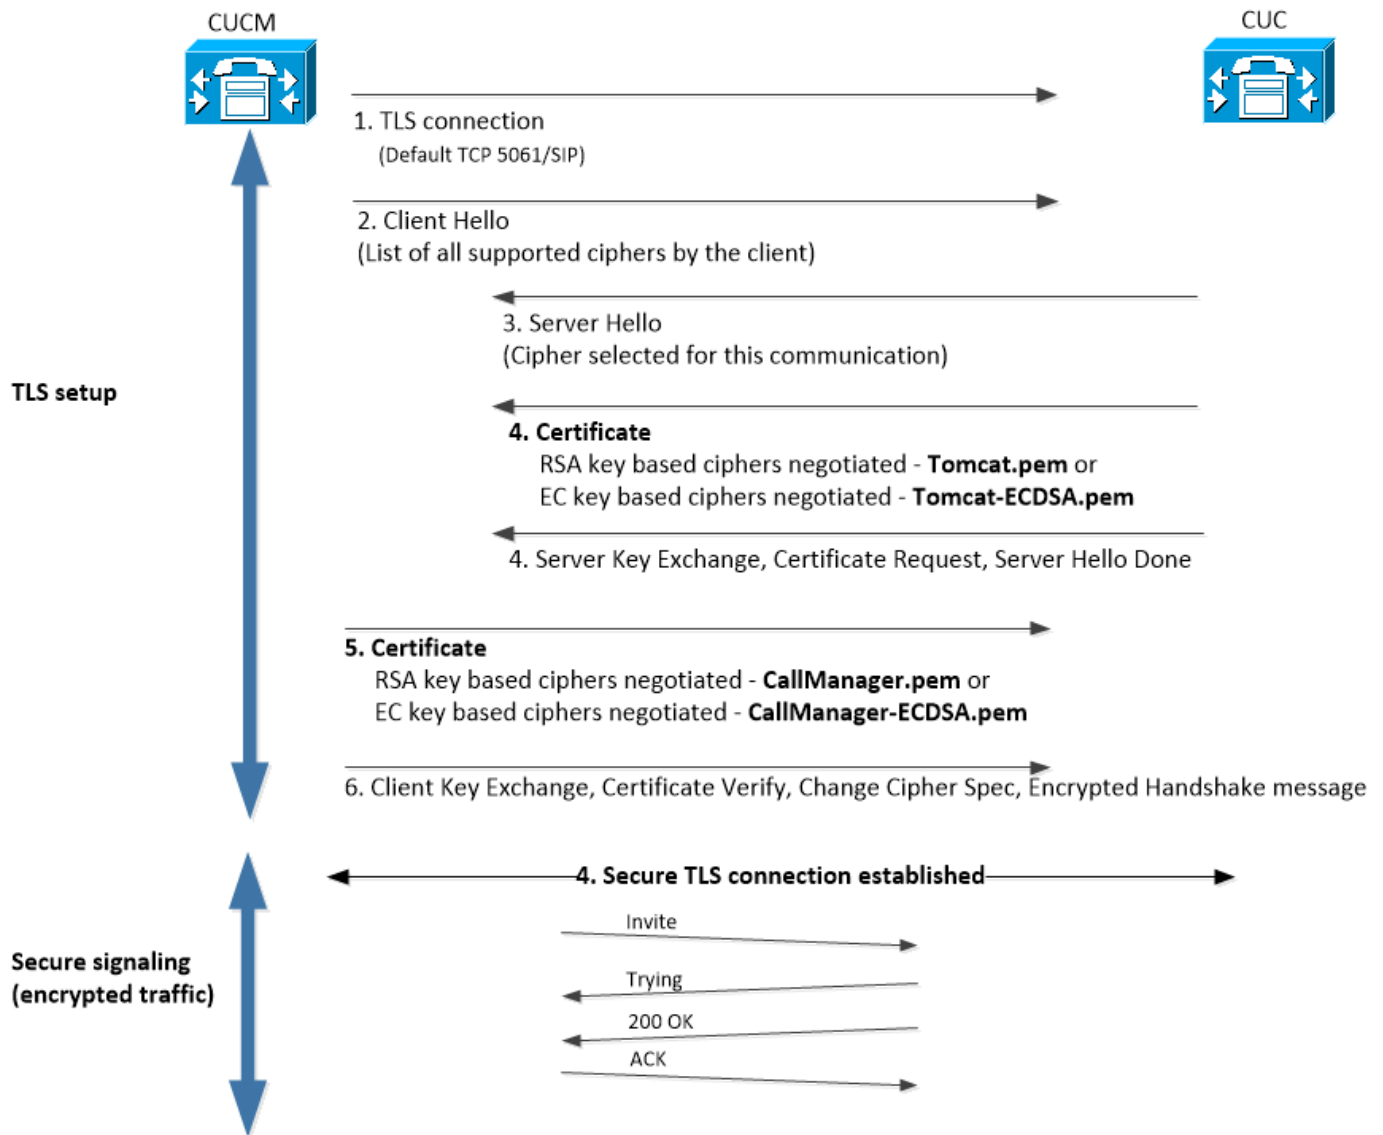 CUCM
CUC
1. TLS connection
(Default TCP 5061/SIP)
2. Client Hello
(List of all supported ciphers by the client)
3. Server Hello
(Cipher selected for this communication)
TLS setup
4. Certificate
RSA key based ciphers negotiated - Tomcat.pem or
EC key based ciphers negotiated - Tomcat-ECDSA.pem
4. Server Key Exchange, Certificate Request, Server Hello Done
5. Certificate
RSA key based ciphers negotiated - CallManager.pem or
EC key based ciphers negotiated - CallManager-ECDSA.pem
6. Client Key Exchange, Certificate Verify, Change Cipher Spec, Encrypted Handshake message
4. Secure TLS connection established
Invite
Secure signaling
(encrypted traffic)
Trying
200 OK
ACK